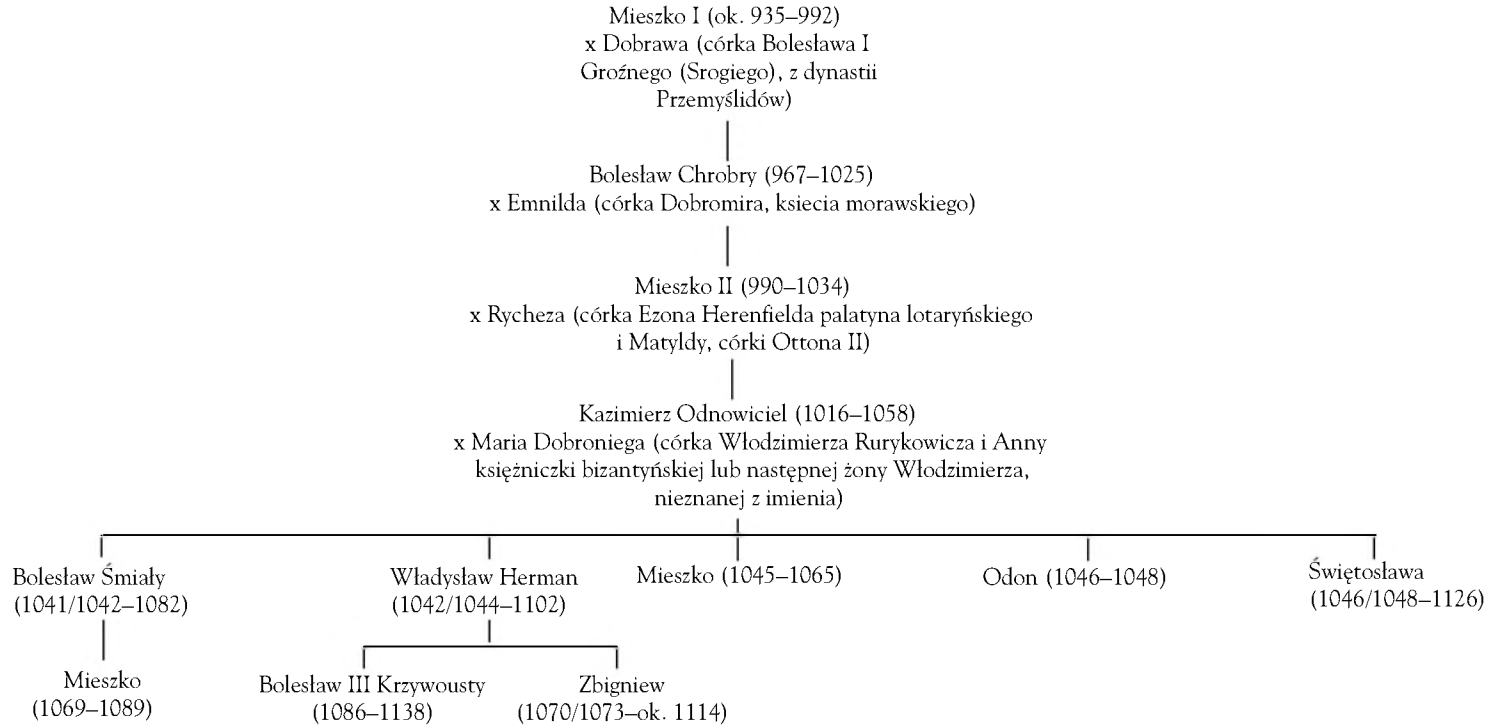 Mieszko I (ok. 935–992)
x Dobrawa (córka Bolesława I
Groźnego (Srogiego), z dynastii
Przemyślidów)
Bolesław Chrobry (967–1025)
x Emnilda (córka Dobromira, ksiecia morawskiego)
Mieszko II (990–1034)
x Rycheza (córka Ezona Herenfielda palatyna lotaryńskiego
i Matyldy, córki Ottona II)
Kazimierz Odnowiciel (1016–1058)
x Maria Dobroniega (córka Włodzimierza Rurykowicza i Anny
księżniczki bizantyńskiej lub następnej żony Włodzimierza,
nieznanej z imienia)
Bolesław Śmiały
(1041/1042–1082)
Władysław Herman
(1042/1044–1102)
Mieszko (1045–1065)
Odon (1046–1048)
Świętosława
(1046/1048–1126)
Mieszko
(1069–1089)
Bolesław III Krzywousty
(1086–1138)
Zbigniew
(1070/1073–ok. 1114)